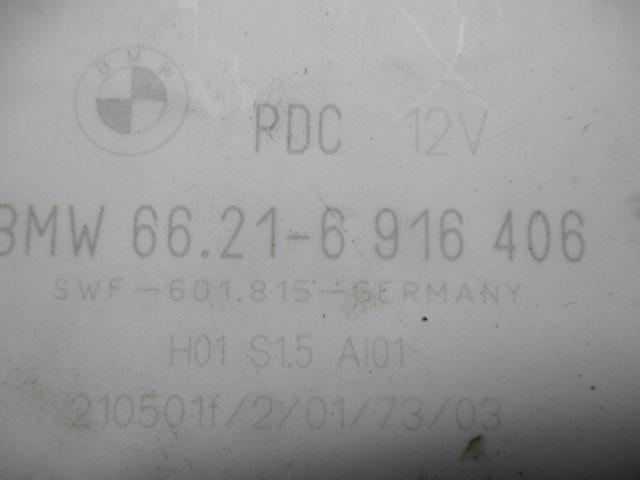 BMW
PDC 12V
BMW 66.21-6 916 406
SWF-601.815-GERMANY
H01 S1.5 AI01
210501f/2/01/73/03